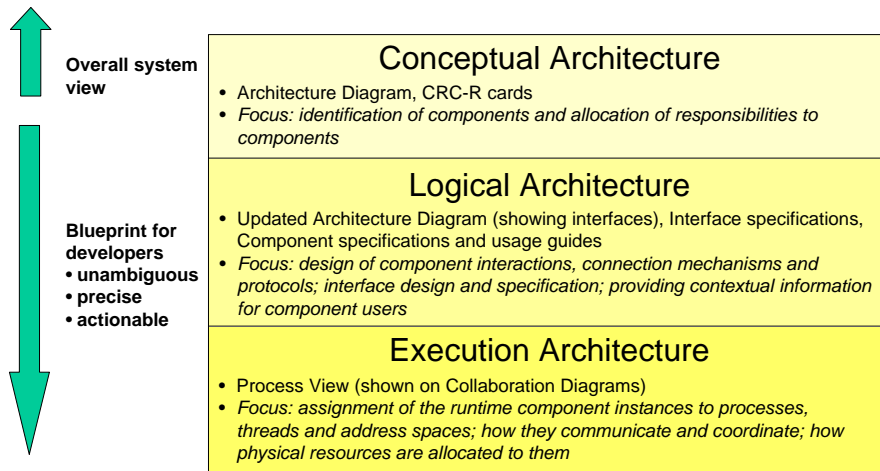 Overall system
view
Conceptual Architecture
• Architecture Diagram, CRC-R cards
• Focus: identification of components and allocation of responsibilities to
components
Blueprint for
developers
• unambiguous
• precise
• actionable
Logical Architecture
• Updated Architecture Diagram (showing interfaces), Interface specifications,
Component specifications and usage guides
• Focus: design of component interactions, connection mechanisms and
protocols; interface design and specification; providing contextual information
for component users
Execution Architecture
• Process View (shown on Collaboration Diagrams)
• Focus: assignment of the runtime component instances to processes,
threads and address spaces; how they communicate and coordinate; how
physical resources are allocated to them